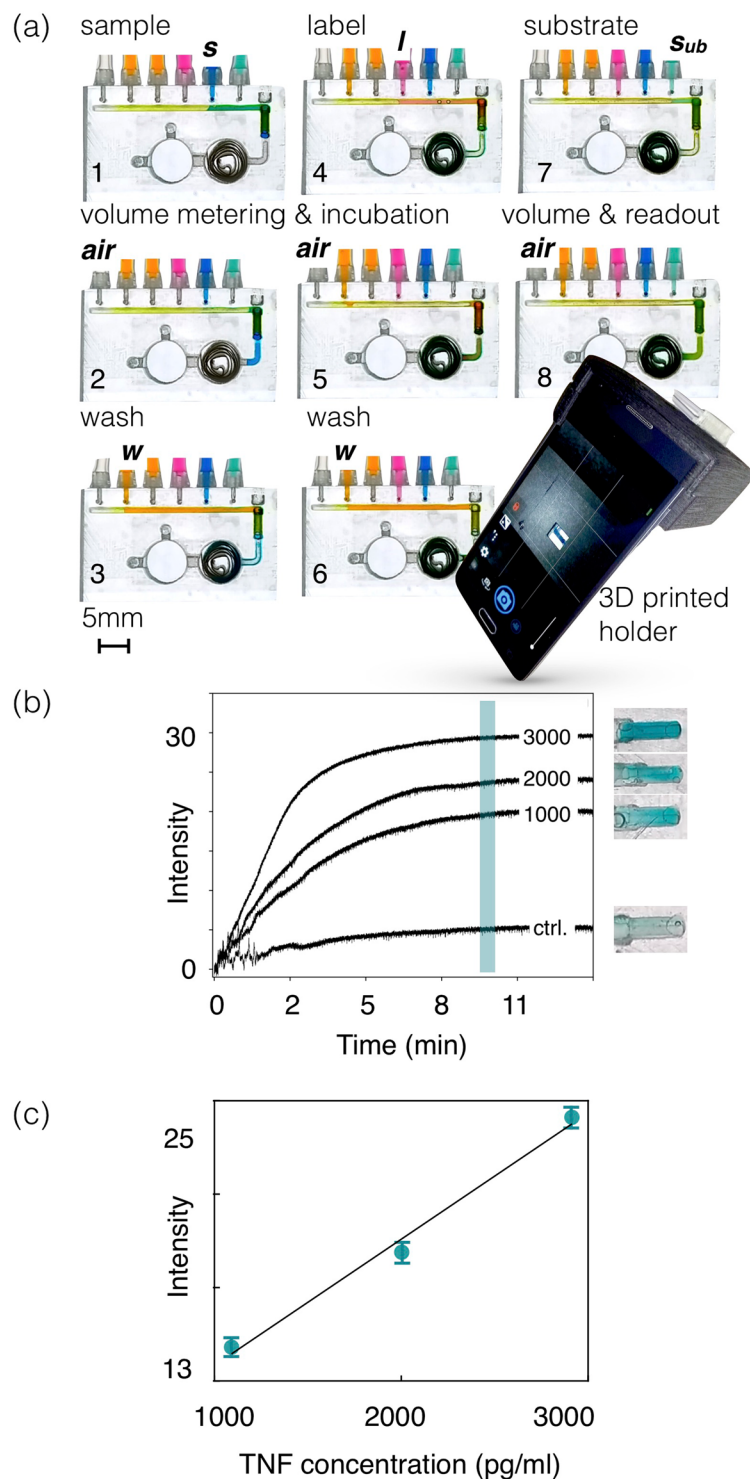 (a)
sample
label
substrate
s
l
sub
1
4
7
volume metering & incubation
volume & readout
air
air
air
2
5
8
wash
wash
w
w
3
6
5mm
3D printed
holder
(b)
30
Intensity
0
3000
2000
1000
ctrl.
0 2 5 8 11
Time (min)
(c)
25
Intensity
13
1000 2000 3000
TNF concentration (pg/ml)